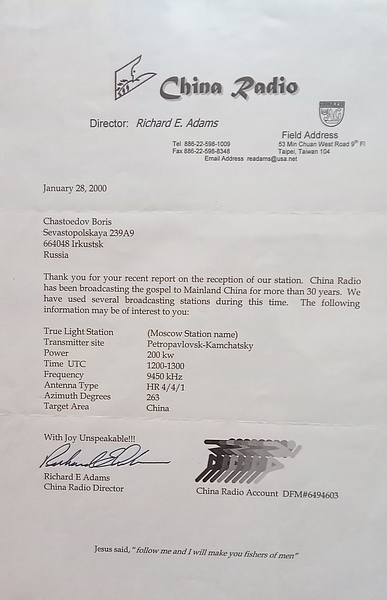 China Radio
Director: Richard E. Adams
Tel 886-22-598-1009
Fax 886-22-598-8348
Email Address readams@usa.net
Field Address
53 Min Chuan West Road 9th Fl
Taipei, Taiwan 104
January 28, 2000
Chastoedov Boris
Sevastopolskaya 239A9
664048 Irkustsk
Russia
Thank you for your recent report on the reception of our station. China Radio
has been broadcasting the gospel to Mainland China for more than 30 years. We
have used several broadcasting stations during this time. The following
information may be of interest to you:
True Light Station (Moscow Station name)
Transmitter site Petropavlovsk-Kamchatsky
Power 200 kw
Time UTC 1200-1300
Frequency 9450 kHz
Antenna Type HR 4/4/1
Azimuth Degrees 263
Target Area China
With Joy Unspeakable!!!
Richard E Adams
China Radio Director
China Radio Account DFM#6494603
Jesus said, "follow me and I will make you fishers of men"